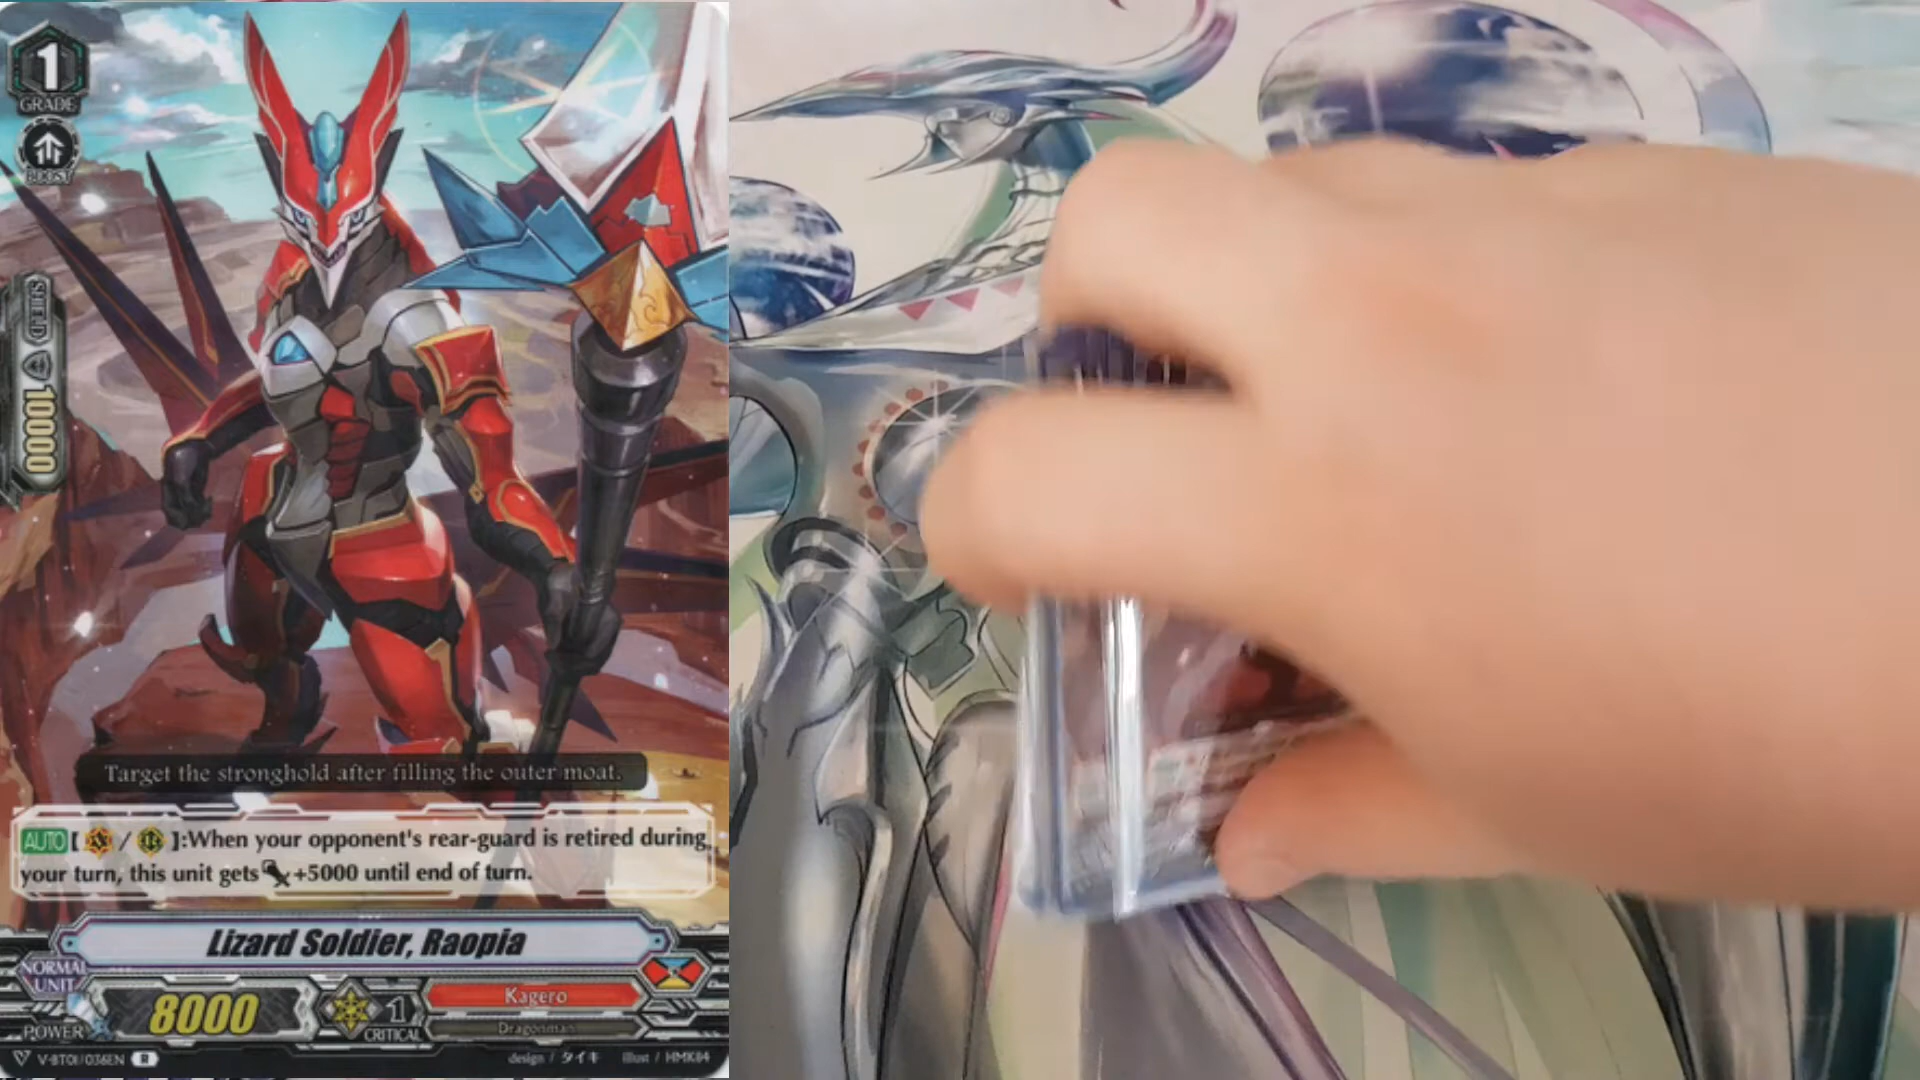 1
GRADE
BOOST
SHIELD
10000
Target the stronghold after filling the outer moat.
AUTO [ / ]:When your opponent's rear-guard is retired during
your turn, this unit gets +5000 until end of turn.
Lizard Soldier, Raopia
NORMAL
UNIT
POWER 8000
1
CRITICAL
Kagero
Dragonman
V-BT01/036EN R
design / タイキ illust / HMK84